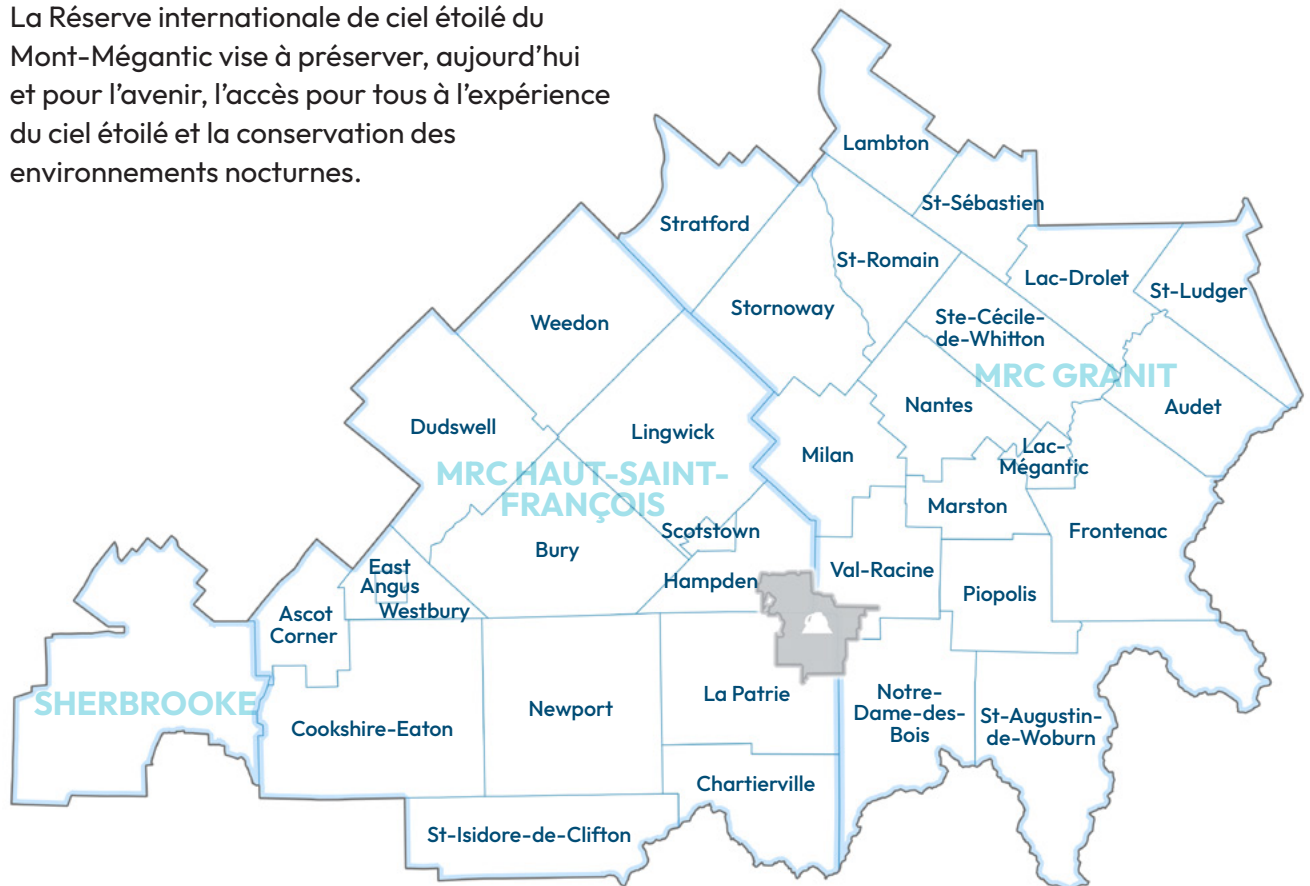 La Réserve internationale de ciel étoilé du
Mont-Mégantic vise à préserver, aujourd’hui
et pour l’avenir, l’accès pour tous à l’expérience
du ciel étoilé et la conservation des
environnements nocturnes.
Lambton
St-Sébastien
Stratford
St-Romain
Lac-Drolet
St-Ludger
Stornoway
Weedon
Ste-Cécile-
de-Whitton
MRC GRANIT
Nantes
Audet
Dudswell
Lingwick
Milan
Lac-
Mégantic
MRC HAUT-SAINT-
FRANÇOIS
Marston
Scotstown
Frontenac
Bury
Hampden
Val-Racine
East
Angus
Westbury
Piopolis
Ascot
Corner
SHERBROOKE
La Patrie
Notre-
Dame-des-
Bois
Newport
Cookshire-Eaton
St-Augustin-
de-Woburn
Chartierville
St-Isidore-de-Clifton